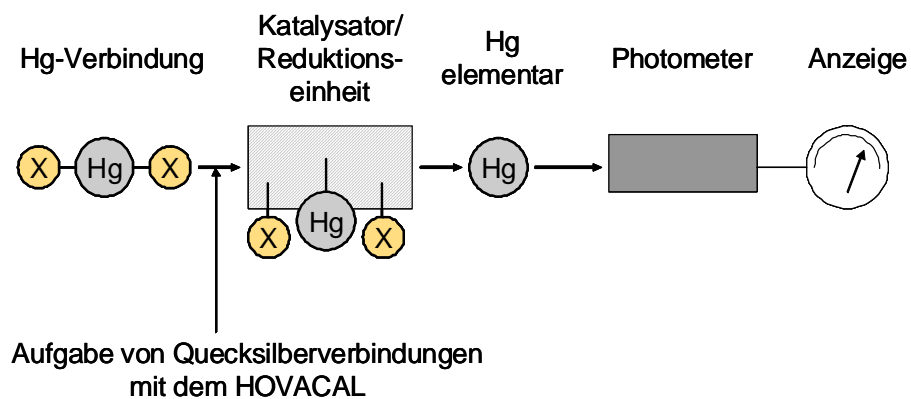 Hg-Verbindung
Katalysator/
Reduktions-
einheit
Hg
elementar
Photometer
Anzeige
X
Hg
X
Hg
X
Hg
X
Aufgabe von Quecksilberverbindungen
mit dem HOVACAL